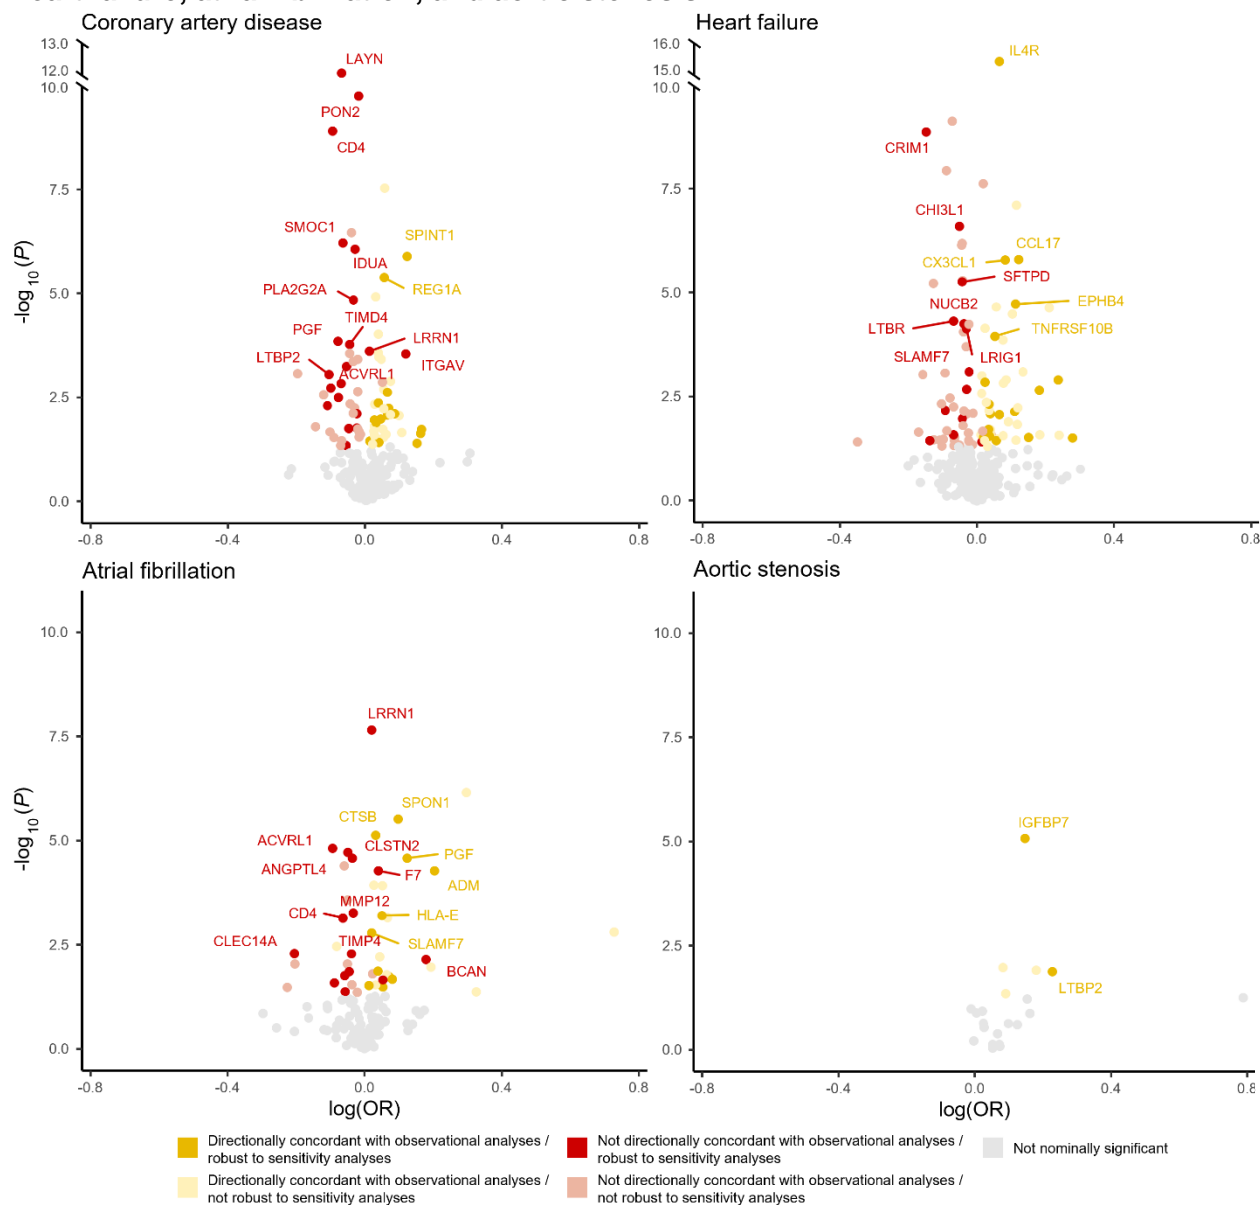 Coronary artery disease
Heart failure
13.0
12.0
10.0
7.5
5.0
2.5
0.0
-log10(P)
LAYN
PON2
CD4
SMOC1
IDUA
SPINT1
REG1A
PLA2G2A
TIMD4
PGF
LRRN1
ITGAV
LTBP2
ACVRL1
-0.8
-0.4
0.0
0.4
0.8
16.0
15.0
10.0
7.5
5.0
2.5
0.0
IL4R
CRIM1
CHI3L1
CCL17
CX3CL1
SFTPD
NUCB2
EPHB4
LTBR
TNFRSF10B
SLAMF7
LRIG1
-0.8
-0.4
0.0
0.4
0.8
Atrial fibrillation
Aortic stenosis
10.0
7.5
5.0
2.5
0.0
-log10(P)
LRRN1
SPON1
CTSB
ACVRL1
CLSTN2
PGF
ANGPTL4
F7
ADM
MMP12
CD4
HLA-E
CLEC14A
TIMP4
SLAMF7
BCAN
-0.8
-0.4
0.0
0.4
0.8
log(OR)
10.0
7.5
5.0
2.5
0.0
IGFBP7
LTBP2
-0.8
-0.4
0.0
0.4
0.8
log(OR)
Directionally concordant with observational analyses /
robust to sensitivity analyses
Not directionally concordant with observational analyses /
robust to sensitivity analyses
Not nominally significant
Directionally concordant with observational analyses /
not robust to sensitivity analyses
Not directionally concordant with observational analyses /
not robust to sensitivity analyses